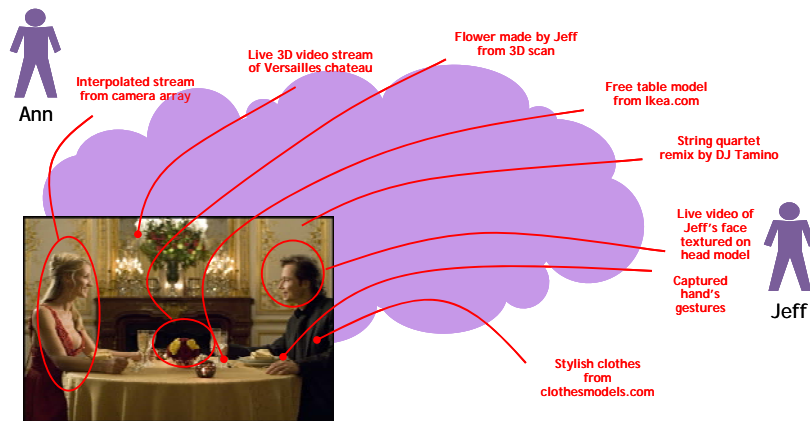 Flower made by Jeff
from 3D scan
Live 3D video stream
of Versailles chateau
Interpolated stream
from camera array
Ann
Free table model
from Ikea.com
String quartet
remix by DJ Tamino
Live video of
Jeff's face
textured on
head model
Captured
hand's
gestures
Jeff
Stylish clothes
from
clothesmodels.com